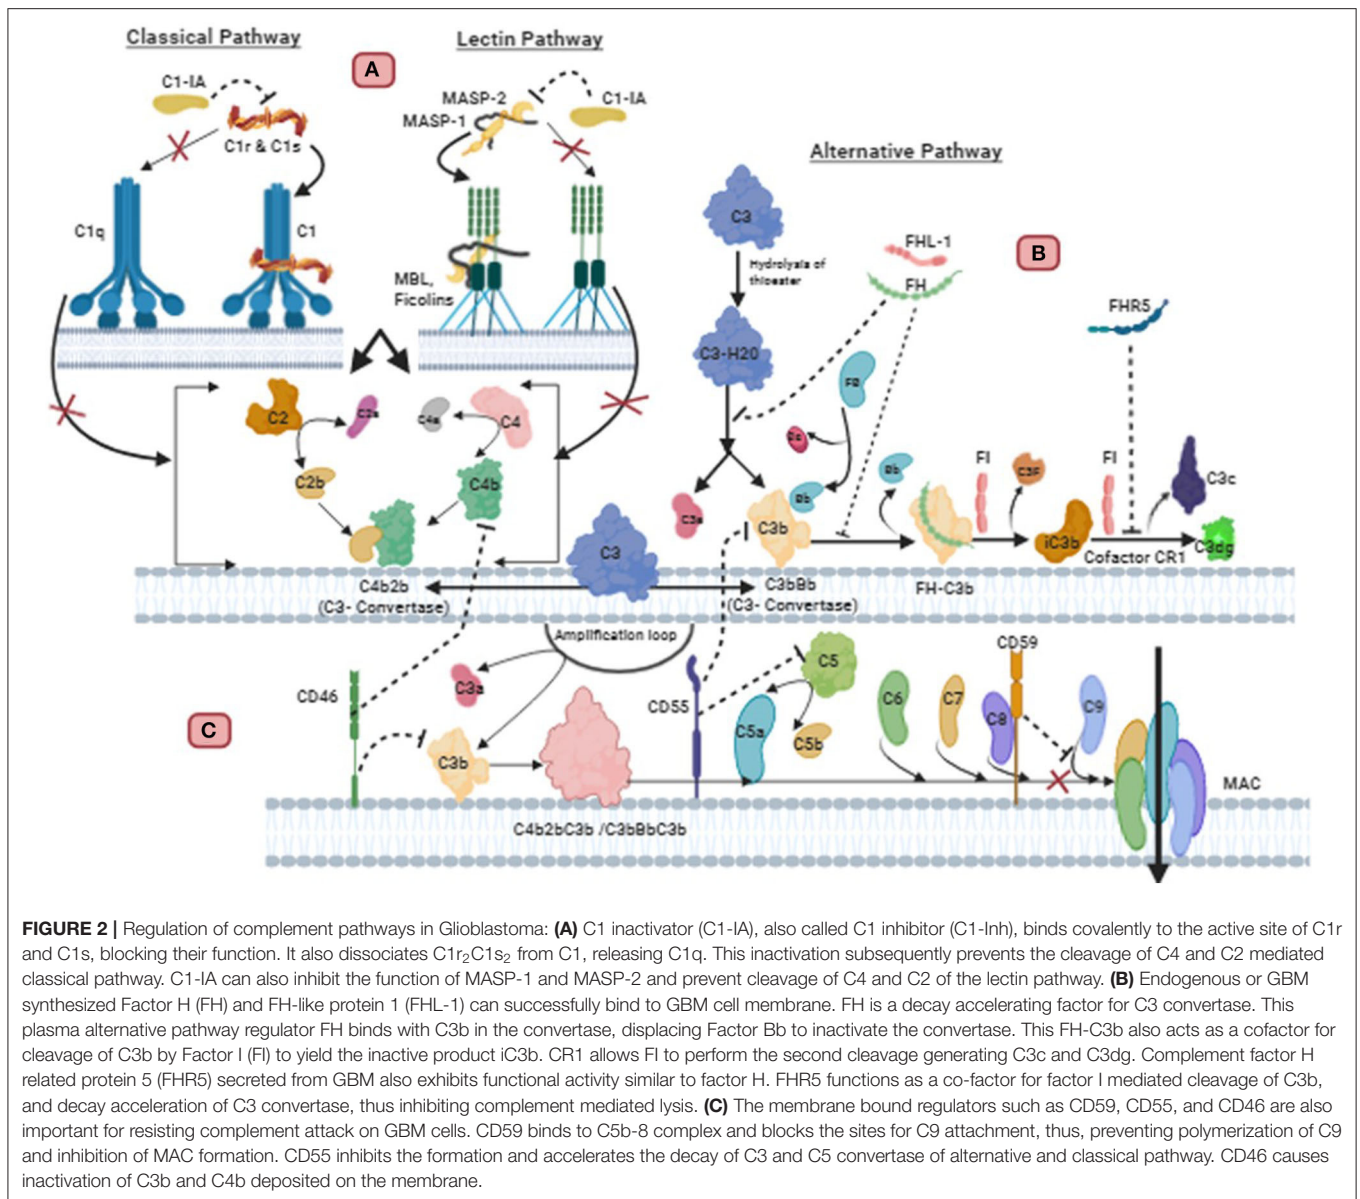 Classical Pathway
Lectin Pathway
A
C1-IA
C1r & C1s
MASP-2
MASP-1
C1-IA
Alternative Pathway
C1q
C1
MBL,
Ficolins
C3
Hydrolysis of
thioester
FHL-1
FH
B
FHR5
C3-H20
FB
C2
C2a
C4a
C4
C2b
C4b
Bb
C3a
C3b
Bb
FI
C3F
FI
C3c
iC3b
Cofactor CR1
C3dg
C3
C4b2b
(C3- Convertase)
C3bBb
(C3- Convertase)
FH-C3b
Amplification loop
CD46
C3a
CD55
C5
CD59
C
C3b
C5a
C5b
C6
C7
C8
C9
MAC
C4b2bC3b /C3bBbC3b
FIGURE 2 | Regulation of complement pathways in Glioblastoma: (A) C1 inactivator (C1-IA), also called C1 inhibitor (C1-Inh), binds covalently to the active site of C1r
and C1s, blocking their function. It also dissociates C1r₂C1s₂ from C1, releasing C1q. This inactivation subsequently prevents the cleavage of C4 and C2 mediated
classical pathway. C1-IA can also inhibit the function of MASP-1 and MASP-2 and prevent cleavage of C4 and C2 of the lectin pathway. (B) Endogenous or GBM
synthesized Factor H (FH) and FH-like protein 1 (FHL-1) can successfully bind to GBM cell membrane. FH is a decay accelerating factor for C3 convertase. This
plasma alternative pathway regulator FH binds with C3b in the convertase, displacing Factor Bb to inactivate the convertase. This FH-C3b also acts as a cofactor for
cleavage of C3b by Factor I (FI) to yield the inactive product iC3b. CR1 allows FI to perform the second cleavage generating C3c and C3dg. Complement factor H
related protein 5 (FHR5) secreted from GBM also exhibits functional activity similar to factor H. FHR5 functions as a co-factor for factor I mediated cleavage of C3b,
and decay acceleration of C3 convertase, thus inhibiting complement mediated lysis. (C) The membrane bound regulators such as CD59, CD55, and CD46 are also
important for resisting complement attack on GBM cells. CD59 binds to C5b-8 complex and blocks the sites for C9 attachment, thus, preventing polymerization of C9
and inhibition of MAC formation. CD55 inhibits the formation and accelerates the decay of C3 and C5 convertase of alternative and classical pathway. CD46 causes
inactivation of C3b and C4b deposited on the membrane.